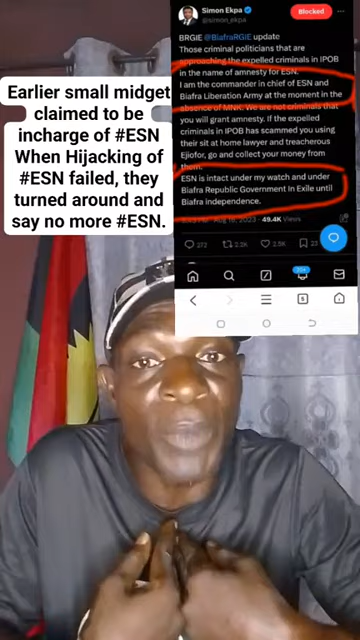 Earlier small midget
claimed to be
incharge of #ESN
When Hijacking of
#ESN failed, they
turned around and
say no more #ESN.
Simon Ekpa
@simon_ekpa
Blocked
BRGIE @BiafraRGIE update
Those criminal politicians that are
approaching the expelled criminals in IPOB
in the name of amnesty for ESN.
I am the commander in chief of ESN and
Biafra Liberation Army at the moment in the
absence of MNK. We are not criminals that
you will grant amnesty. If the expelled
criminals in IPOB has scammed you using
their sit at home lawyer and treacherous
Ejiofor, go and collect your money from
them.
ESN is intact under my watch and under
Biafra Republic Government In Exile until
Biafra independence.
2023 · 49.4K Views
272
2.5K
23